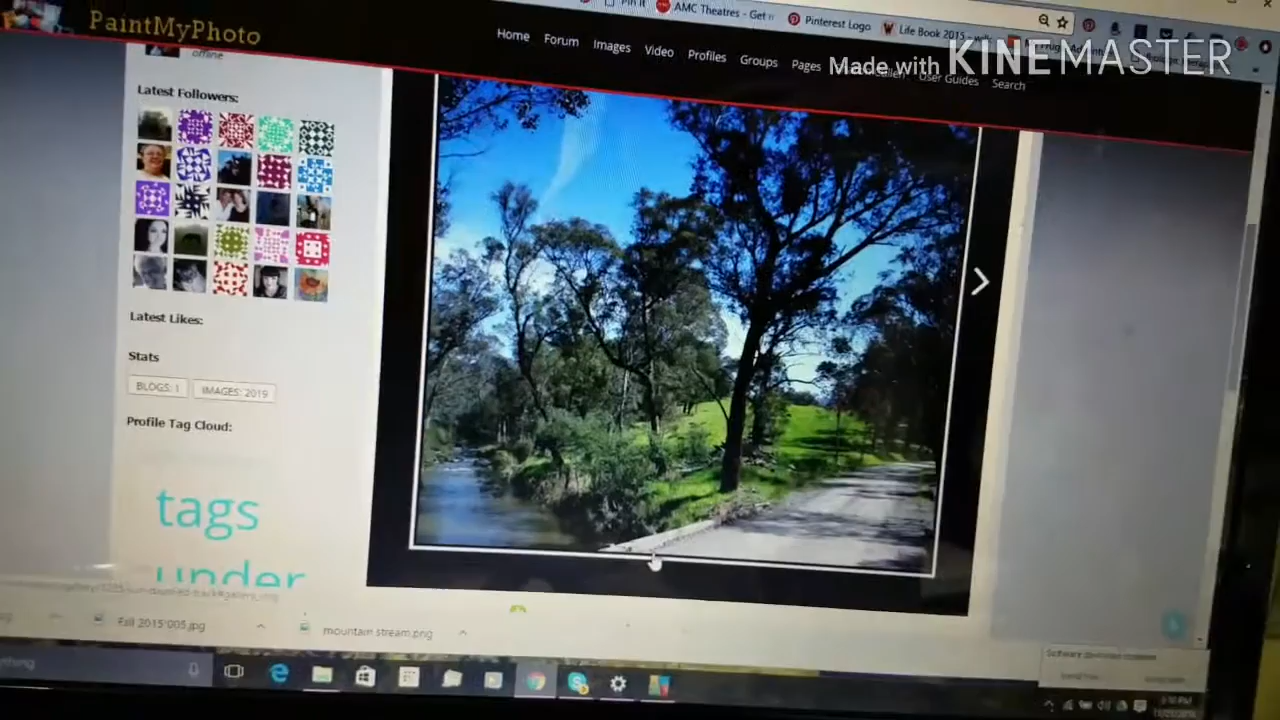 PaintMyPhoto
AMC Theatres - Get
Pinterest Logo
Life Book 2015
Home Forum Images Video Profiles Groups Pages
User Guides Search
Made with KINEMASTER
offline
Latest Followers:
Latest Likes:
Stats
BLOGS: 1 IMAGES: 2019
Profile Tag Cloud:
tags
under
Fall 2015 005.jpg
mountain stream.png